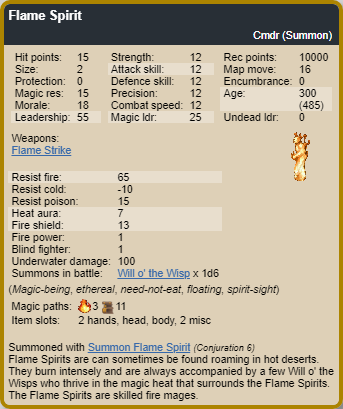 Flame Spirit
Cmdr (Summon)
Hit points: 15 Strength: 12 Rec points: 10000
Size: 2 Attack skill: 12 Map move: 16
Protection: 0 Defence skill: 12 Encumbrance: 0
Magic res: 15 Precision: 12 Age: 300
Morale: 18 Combat speed: 12 (485)
Leadership: 55 Magic ldr: 25 Undead ldr: 0
Weapons:
Flame Strike
Resist fire: 65
Resist cold: -10
Resist poison: 15
Heat aura: 7
Fire shield: 13
Fire power: 1
Blind fighter: 1
Underwater damage: 100
Summons in battle: Will o' the Wisp x 1d6
(Magic-being, ethereal, need-not-eat, floating, spirit-sight)
Magic paths: 3 11
Item slots: 2 hands, head, body, 2 misc
Summoned with Summon Flame Spirit (Conjuration 6)
Flame Spirits are can sometimes be found roaming in hot deserts.
They burn intensely and are always accompanied by a few Will o' the
Wisps who thrive in the magic heat that surrounds the Flame Spirits.
The Flame Spirits are skilled fire mages.